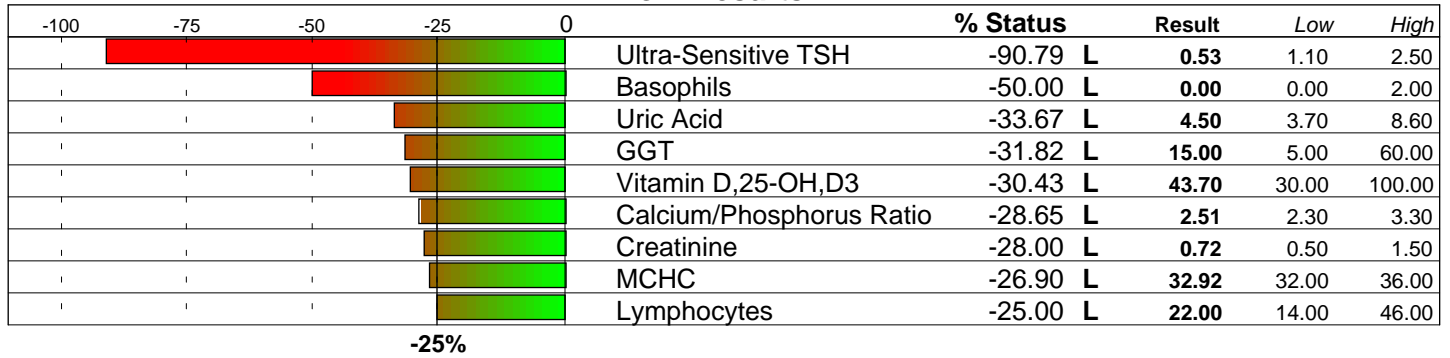 -100 -75 -50 -25 0 % Status Result Low High
Ultra-Sensitive TSH -90.79 L 0.53 1.10 2.50
Basophils -50.00 L 0.00 0.00 2.00
Uric Acid -33.67 L 4.50 3.70 8.60
GGT -31.82 L 15.00 5.00 60.00
Vitamin D,25-OH,D3 -30.43 L 43.70 30.00 100.00
Calcium/Phosphorus Ratio -28.65 L 2.51 2.30 3.30
Creatinine -28.00 L 0.72 0.50 1.50
MCHC -26.90 L 32.92 32.00 36.00
Lymphocytes -25.00 L 22.00 14.00 46.00
-25%